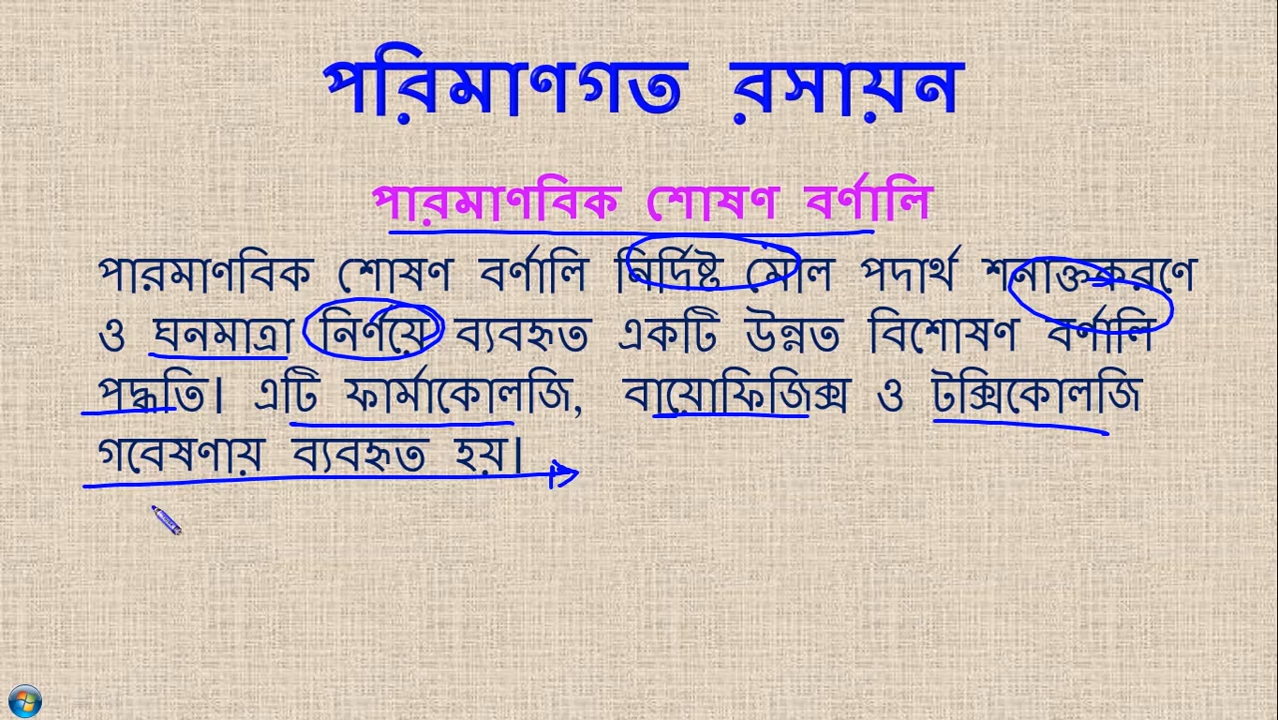 পরিমাণগত রসায়ন
পারমাণবিক শোষণ বর্ণালি
পারমাণবিক শোষণ বর্ণালি নির্দিষ্ট মৌল পদার্থ শনাক্তকরণে
ও ঘনমাত্রা নির্ণয়ে ব্যবহৃত একটি উন্নত বিশোষণ বর্ণালি
পদ্ধতি। এটি ফার্মাকোলজি, বায়োফিজিক্স ও টক্সিকোলজি
গবেষণায় ব্যবহৃত হয়।